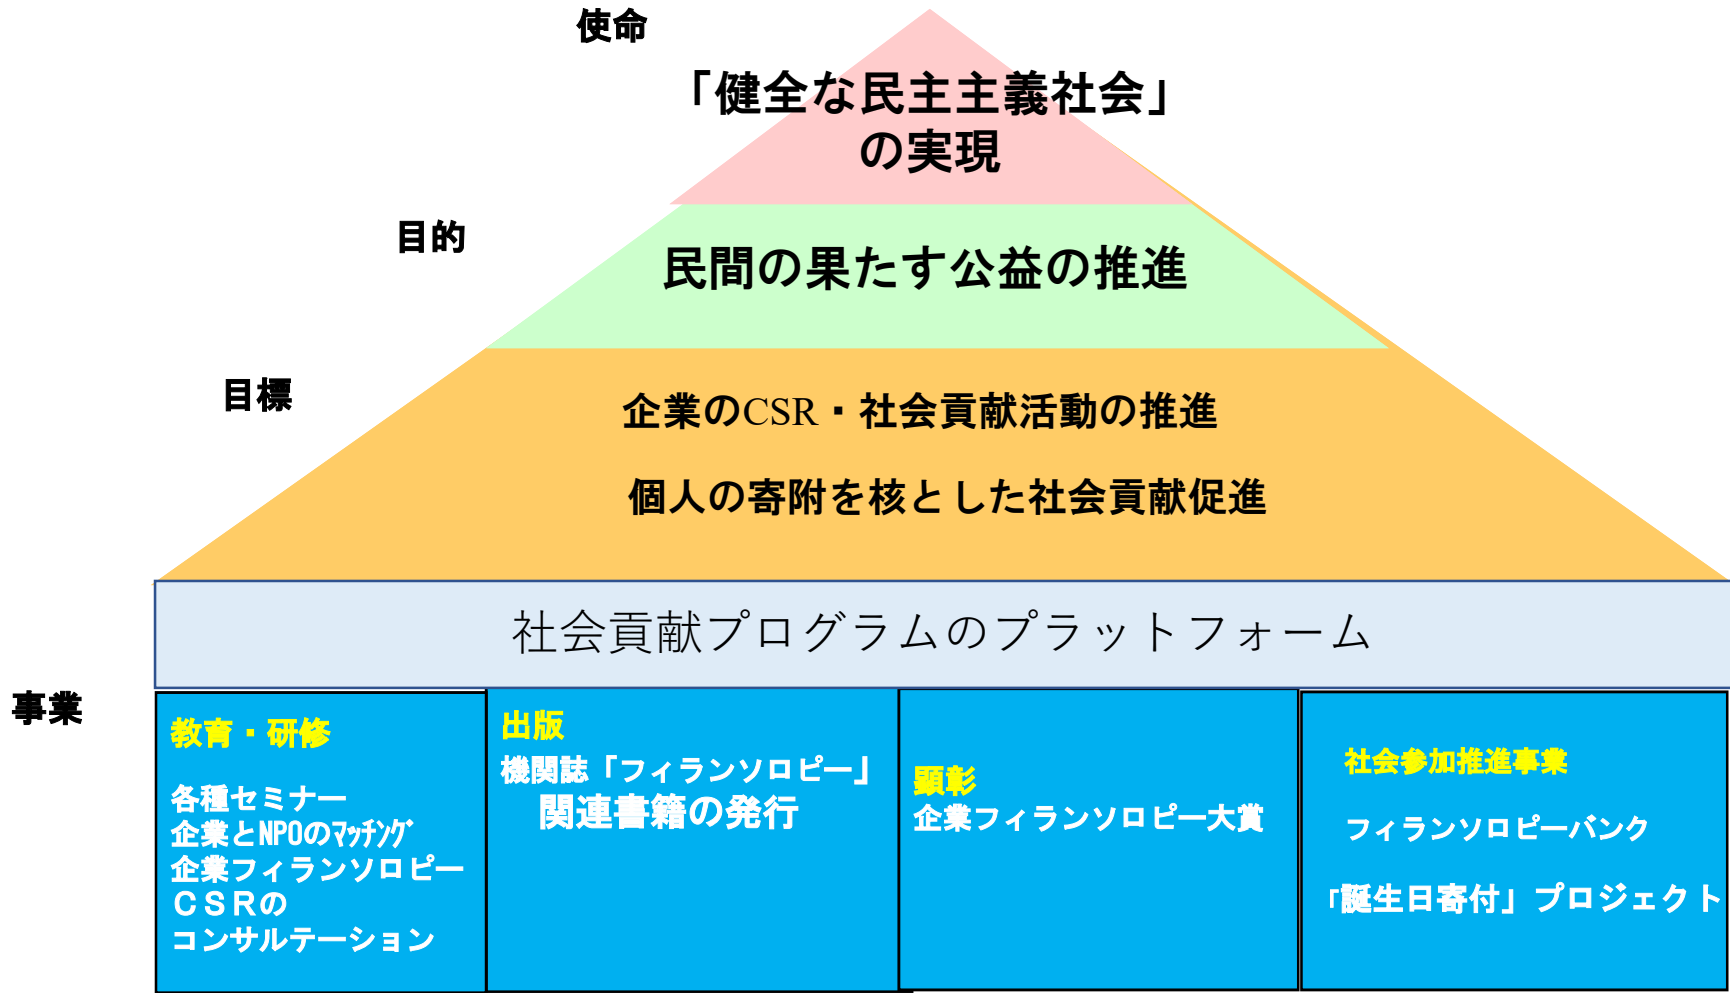 使命
「健全な民主主義社会」
の実現
目的
民間の果たす公益の推進
目標
企業のCSR・社会貢献活動の推進
個人の寄附を核とした社会貢献促進
社会貢献プログラムのプラットフォーム
事業
教育・研修
各種セミナー
企業とNPOのﾏｯﾁﾝｸﾞ
企業フィランソロピー
ＣＳＲの
コンサルテーション
出版
機関誌「フィランソロピー」
関連書籍の発行
顕彰
企業フィランソロピー大賞
社会参加推進事業
フィランソロピーバンク
「誕生日寄付」プロジェクト